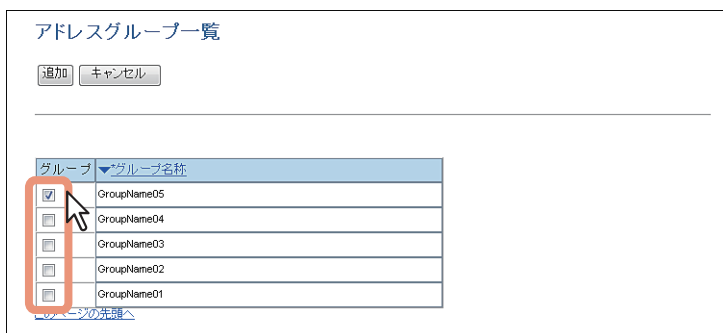 アドレスグループ一覧
追加 キャンセル
グループ ▼*グループ名称
GroupName05
GroupName04
GroupName03
GroupName02
GroupName01
このページの先頭へ